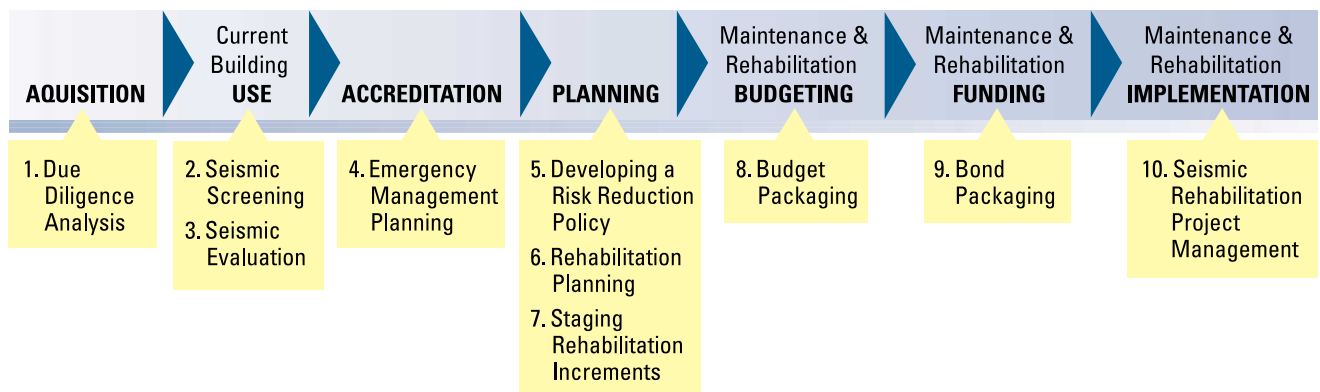 AQUISITION
Current
Building
USE
ACCREDITATION
PLANNING
Maintenance &
Rehabilitation
BUDGETING
Maintenance &
Rehabilitation
FUNDING
Maintenance &
Rehabilitation
IMPLEMENTATION
1. Due
Diligence
Analysis
2. Seismic
Screening
3. Seismic
Evaluation
4. Emergency
Management
Planning
5. Developing a
Risk Reduction
Policy
6. Rehabilitation
Planning
7. Staging
Rehabilitation
Increments
8. Budget
Packaging
9. Bond
Packaging
10. Seismic
Rehabilitation
Project
Management